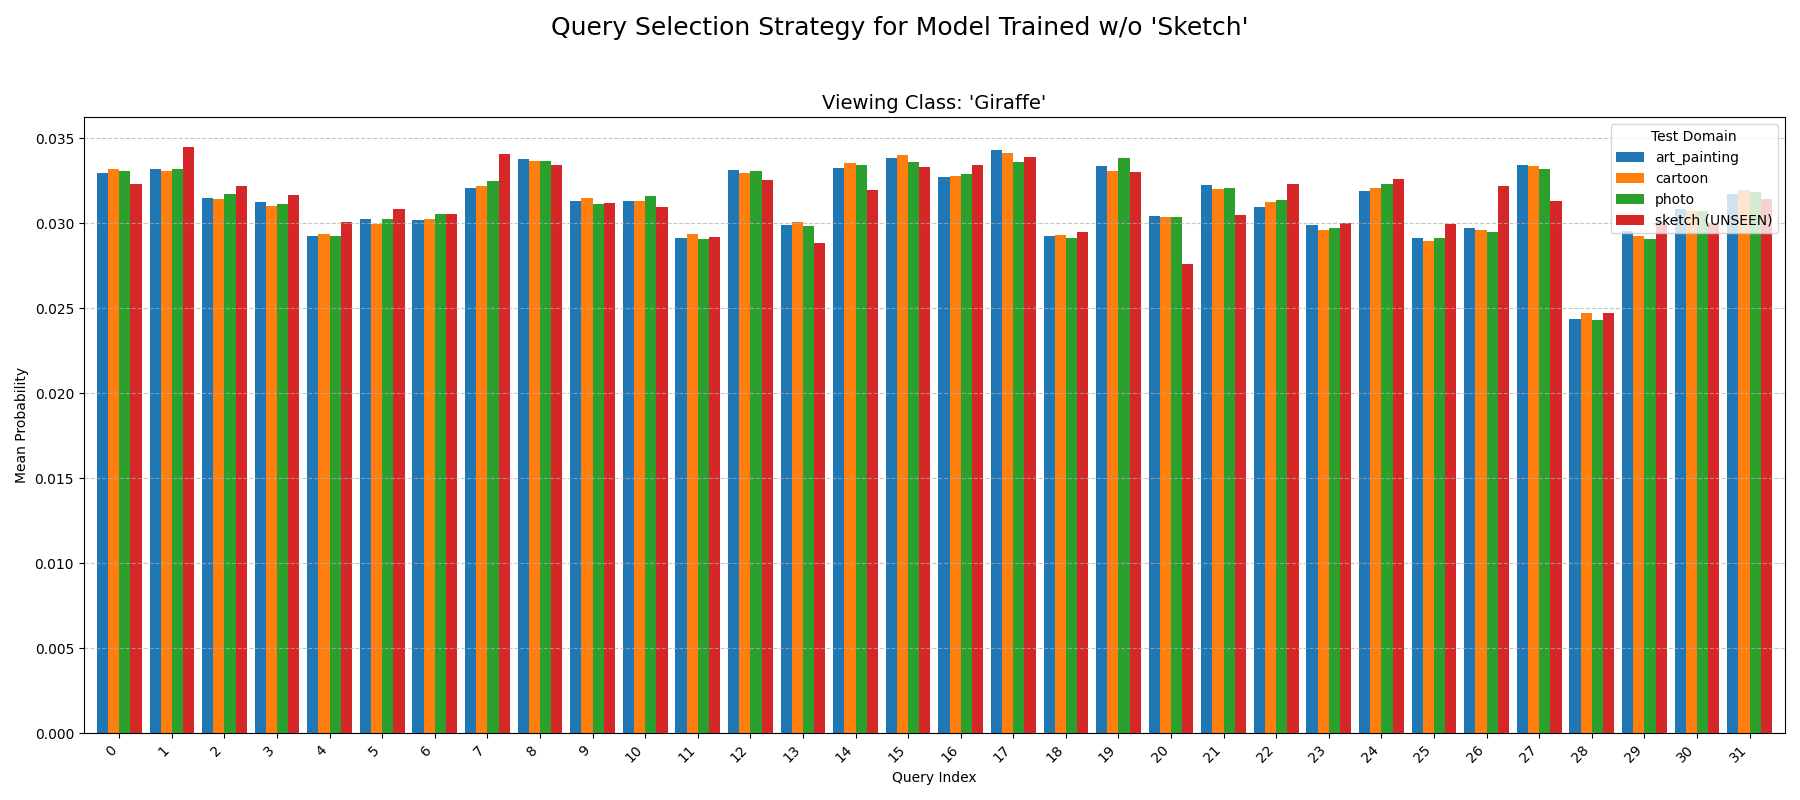 Query Selection Strategy for Model Trained w/o 'Sketch'
Viewing Class: 'Giraffe'
Test Domain
art_painting
cartoon
photo
sketch (UNSEEN)
Mean Probability
0.035
0.030
0.025
0.020
0.015
0.010
0.005
0.000
0 1 2 3 4 5 6 7 8 9 10 11 12 13 14 15 16 17 18 19 20 21 22 23 24 25 26 27 28 29 30 31
Query Index